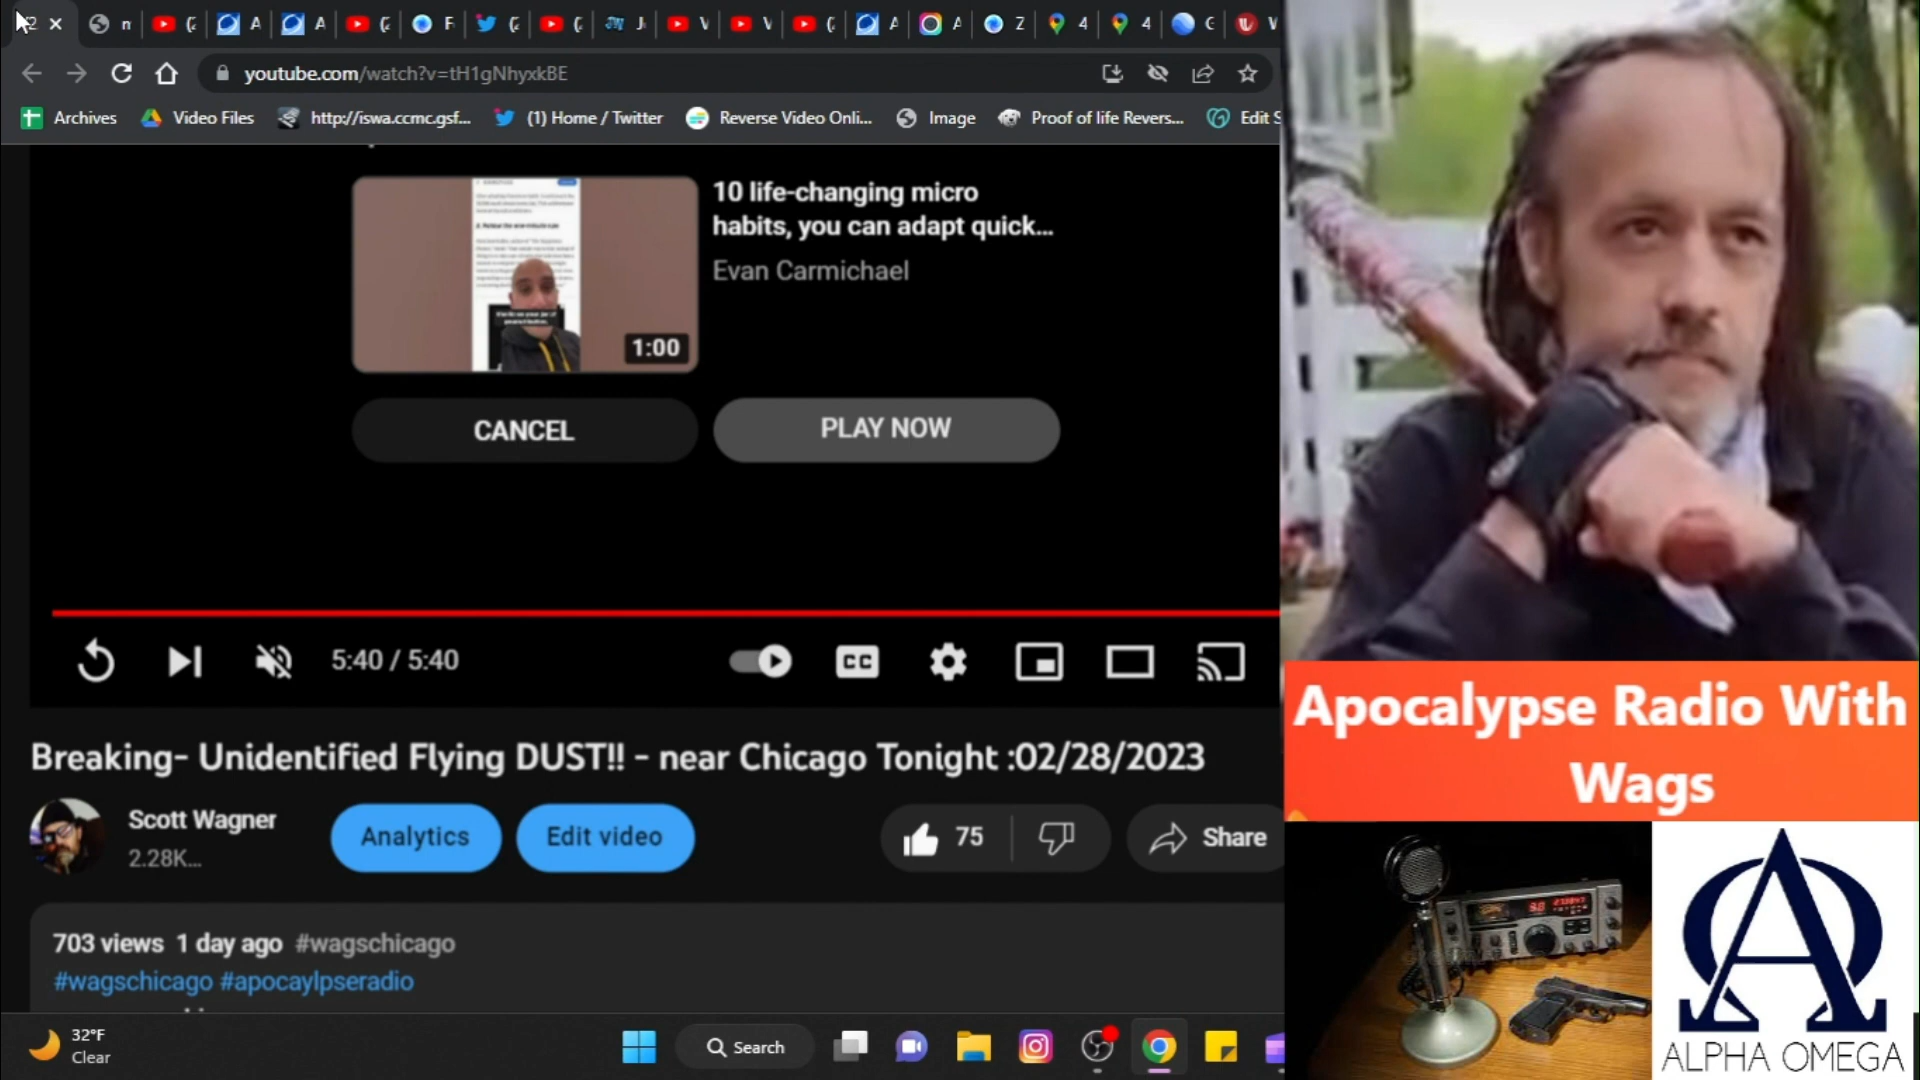 youtube.com/watch?v=tH1gNhyxkBE
Archives Video Files http://iswa.ccmc.gsf... (1) Home / Twitter Reverse Video Onli... Image Proof of life Revers... Edit S
10 life-changing micro
habits, you can adapt quick...
Evan Carmichael
1:00
CANCEL PLAY NOW
5:40 / 5:40
CC
Breaking- Unidentified Flying DUST!! - near Chicago Tonight :02/28/2023
Scott Wagner
2.28K...
Analytics Edit video 75 Share
703 views 1 day ago #wagschicago
#wagschicago #apocaylpseradio
32°F
Clear
Search
Apocalypse Radio With
Wags
ALPHA OMEGA